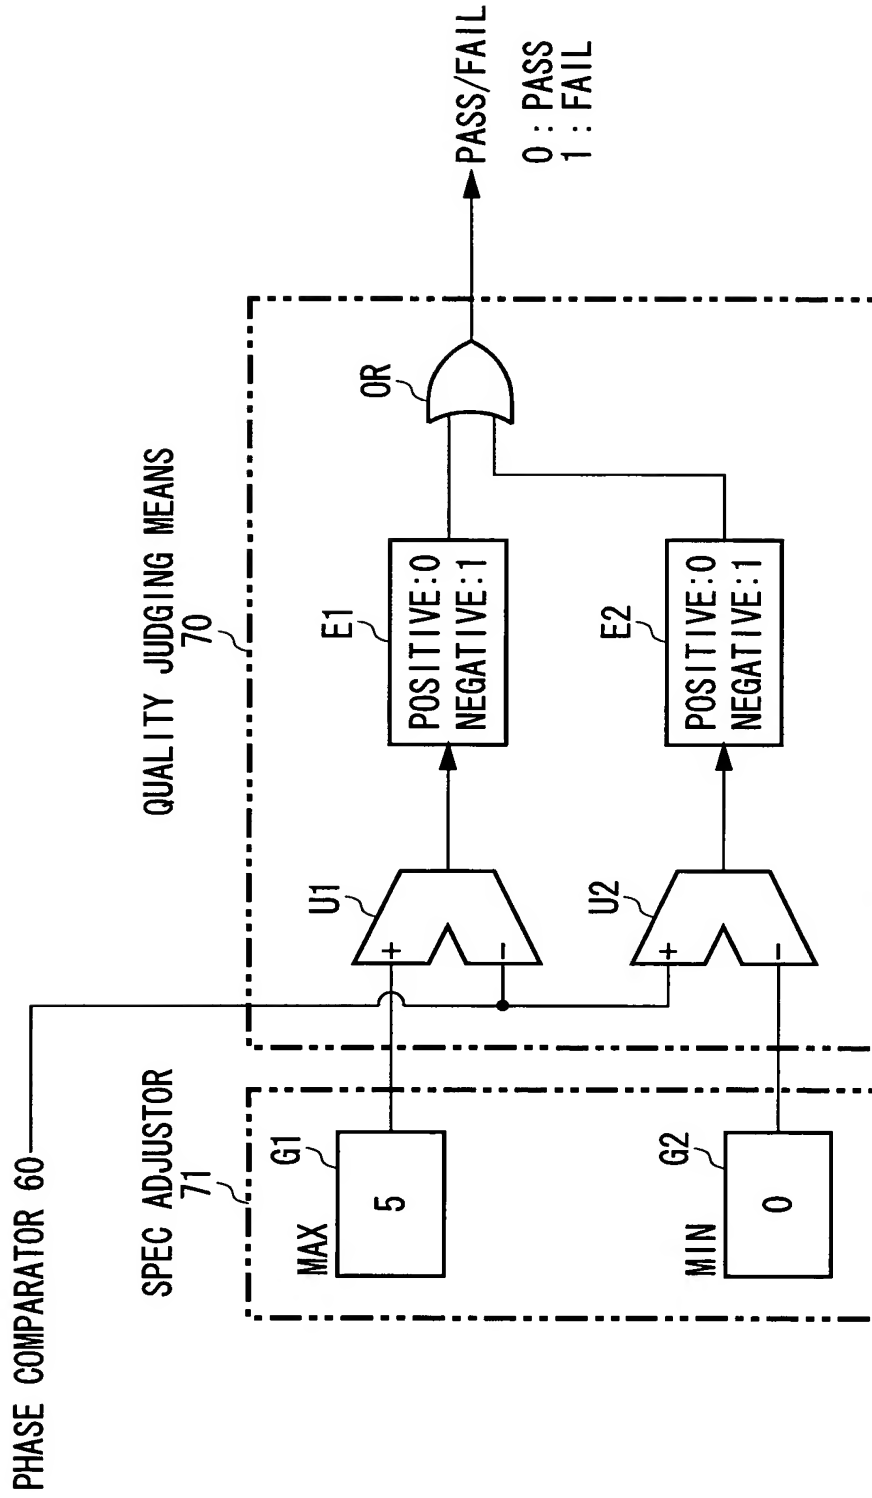 PHASE COMPARATOR 60
SPEC ADJUSTOR
71
QUALITY JUDGING MEANS
70
MAX
G1
5
MIN
G2
0
U1
+
-
U2
+
-
E1
POSITIVE:0
NEGATIVE:1
E2
POSITIVE:0
NEGATIVE:1
OR
PASS/FAIL
0 : PASS
1 : FAIL